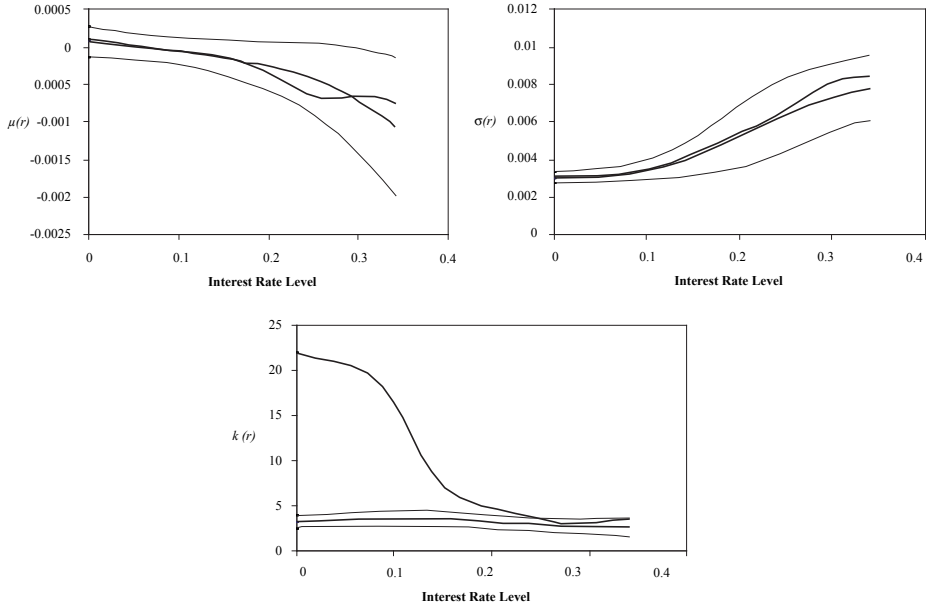 0.0005
0
0.0005
-0.001
-0.0015
-0.002
-0.0025
μ(r)
0 0.1 0.2 0.3 0.4
Interest Rate Level
0.012
0.01
0.008
0.006
0.004
0.002
0
σ(r)
0 0.1 0.2 0.3 0.4
Interest Rate Level
25
20
15
10
5
0
k (r)
0 0.1 0.2 0.3 0.4
Interest Rate Level